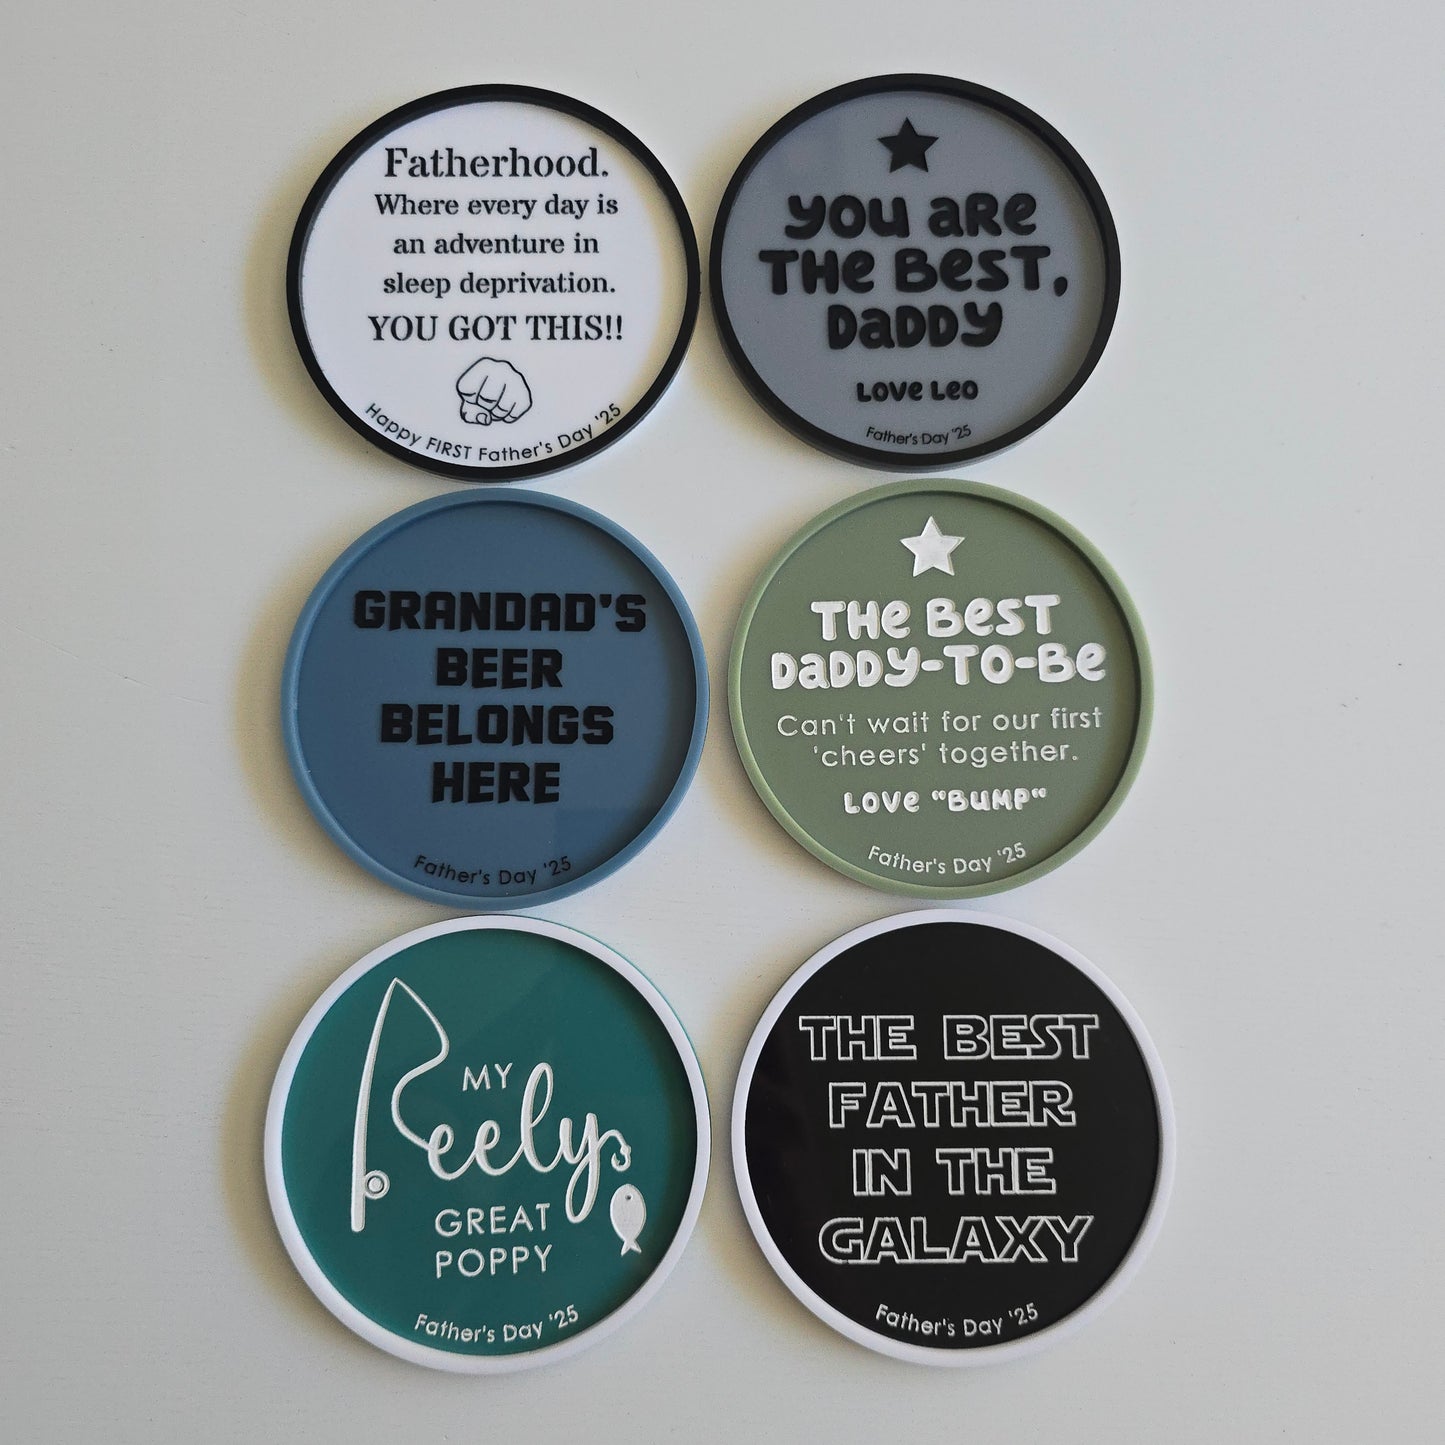 Fatherhood.
Where every day is
an adventure in
sleep deprivation.
YOU GOT THIS!!
Happy FIRST Father's Day '25
YOU ARE
THE BEST,
DADDY
LOVE LEO
Father's Day '25
GRANDAD'S
BEER
BELONGS
HERE
Father's Day '25
THE BEST
DADDY-TO-BE
Can't wait for our first
'cheers' together.
LOVE "BUMP"
Father's Day '25
MY
Reely
GREAT
POPPY
Father's Day '25
THE BEST
FATHER
IN THE
GALAXY
Father's Day '25